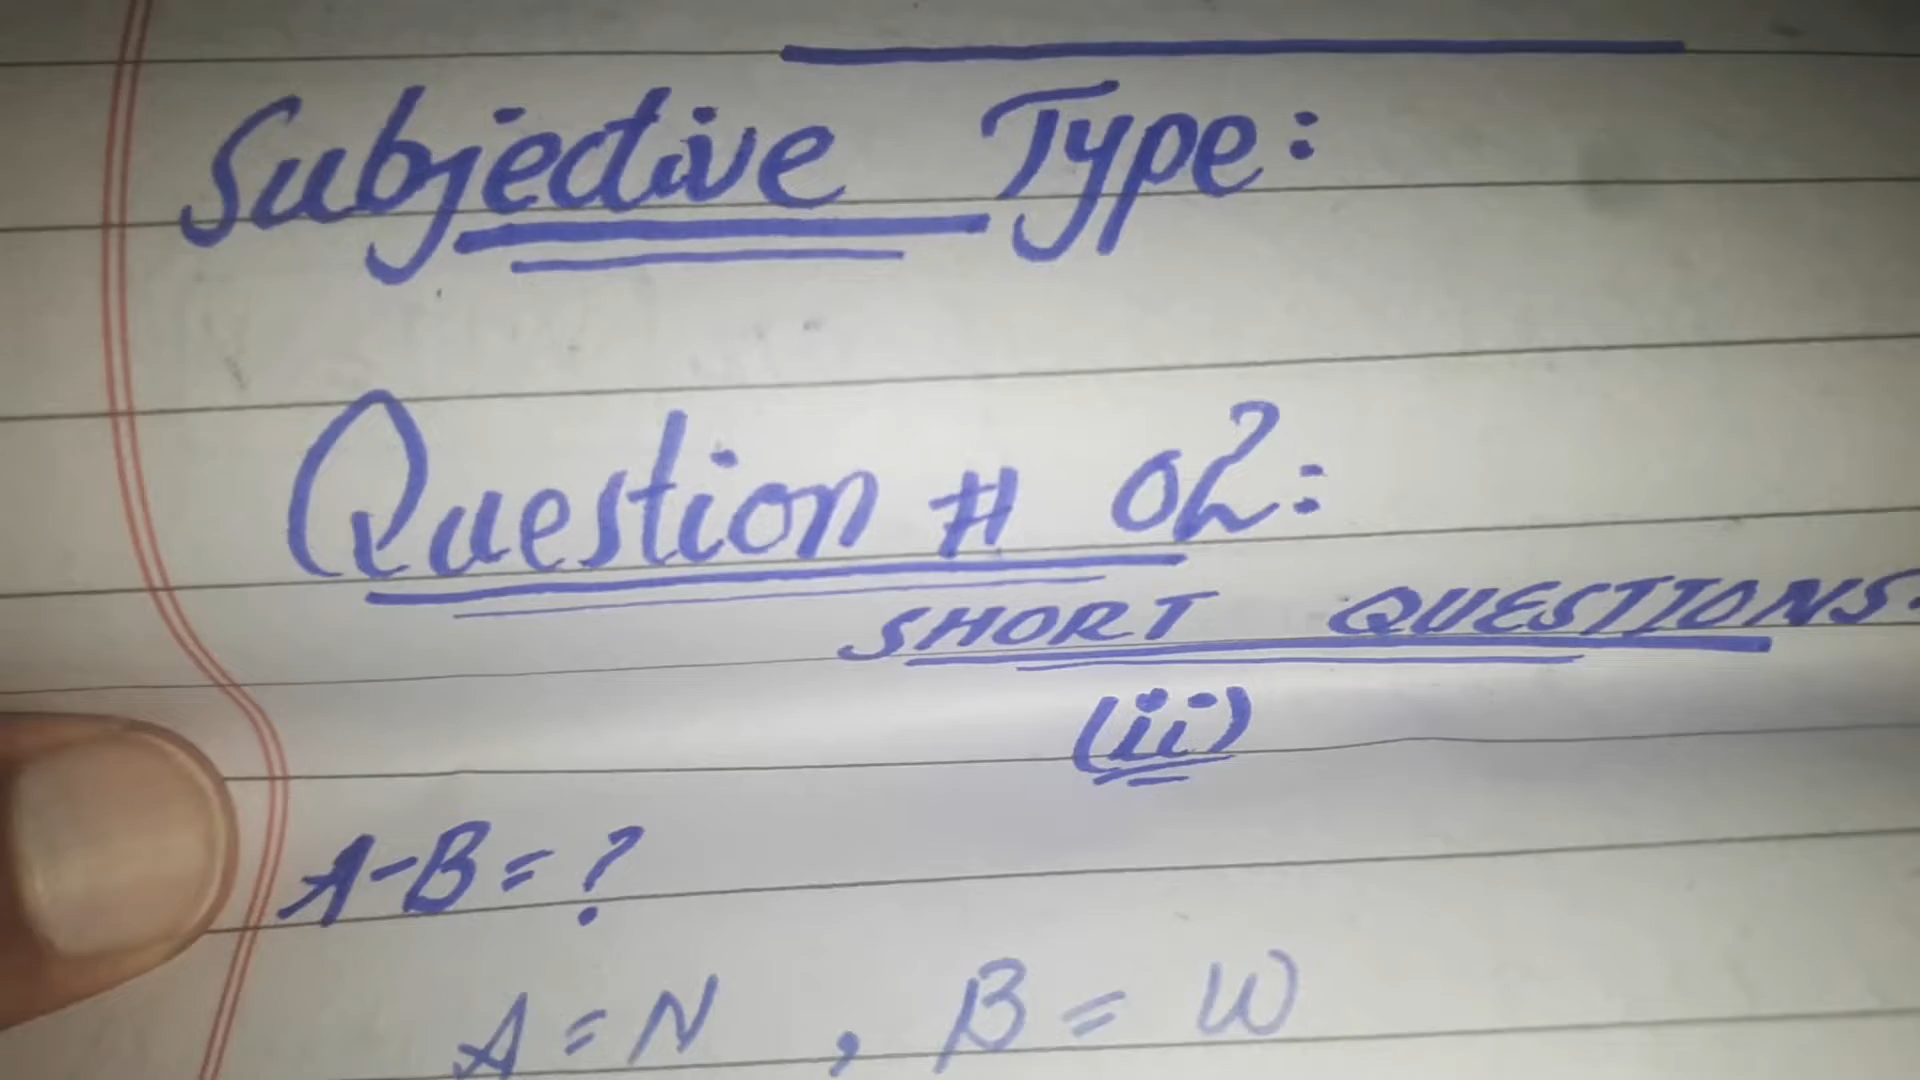 Subjective Type:
Question # 02:
SHORT QUESTIONS.
(ii)
A-B = ?
A = N , B = W